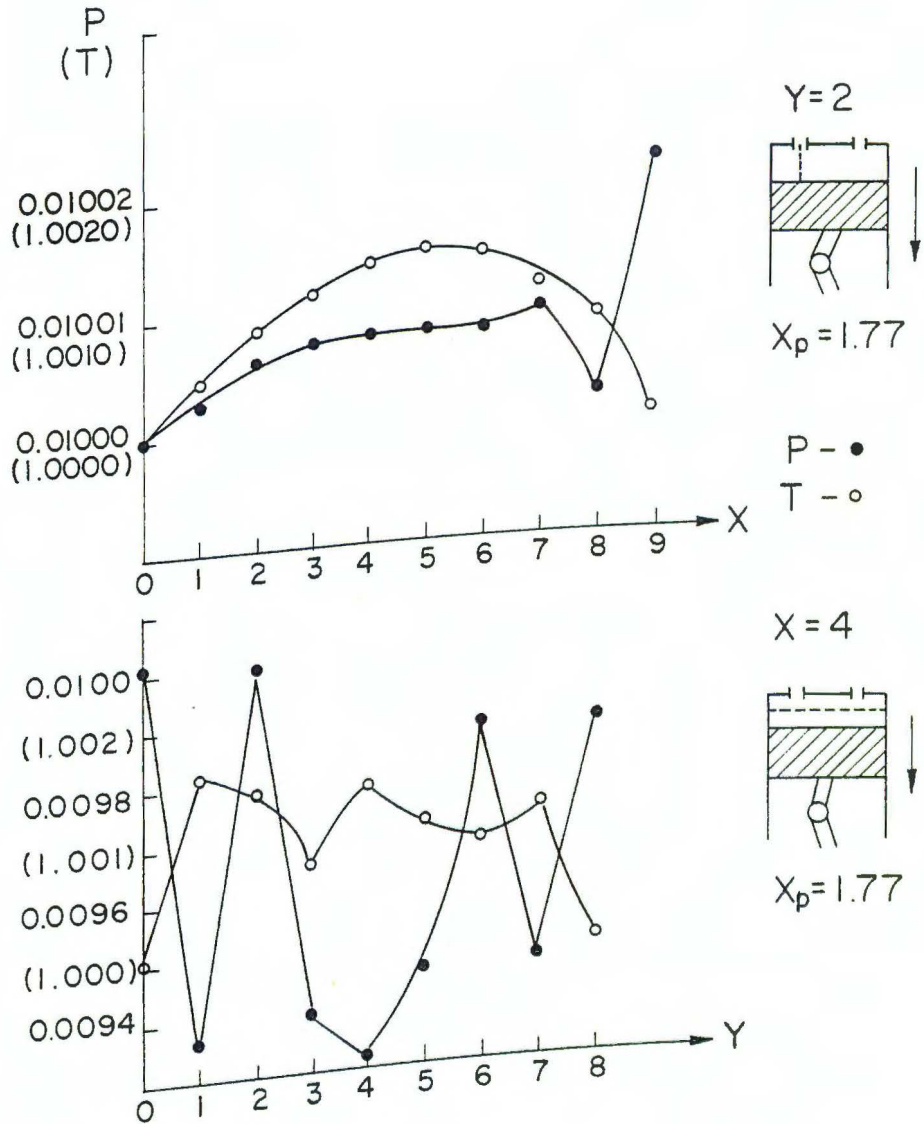 P
(T)
0.01002
(1.0020)
0.01001
(1.0010)
0.01000
(1.0000)
0 1 2 3 4 5 6 7 8 9
X
Y=2
Xp=1.77
P - ●
T - ○
0.0100
(1.002)
0.0098
(1.001)
0.0096
(1.000)
0.0094
0 1 2 3 4 5 6 7 8
Y
X=4
Xp=1.77